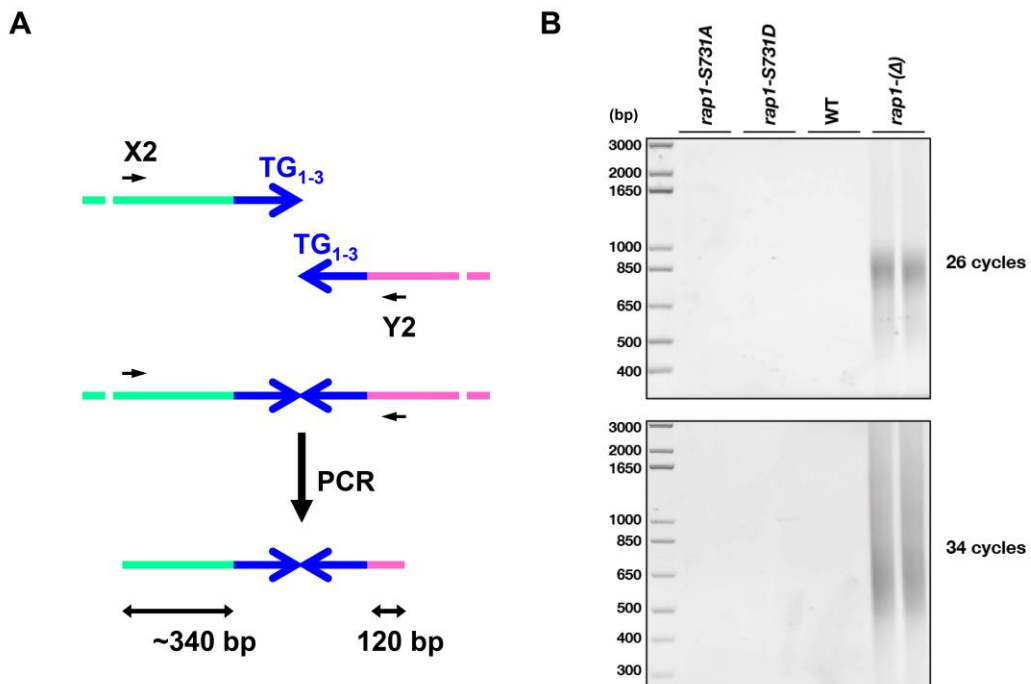 A
X2
TG1-3
TG1-3
Y2
PCR
~340 bp
120 bp
B
(bp)
rap1-S731A
rap1-S731D
WT
rap1-(Δ)
3000
2000
1650
1000
850
650
500
400
26 cycles
3000
2000
1650
1000
850
650
500
400
300
34 cycles